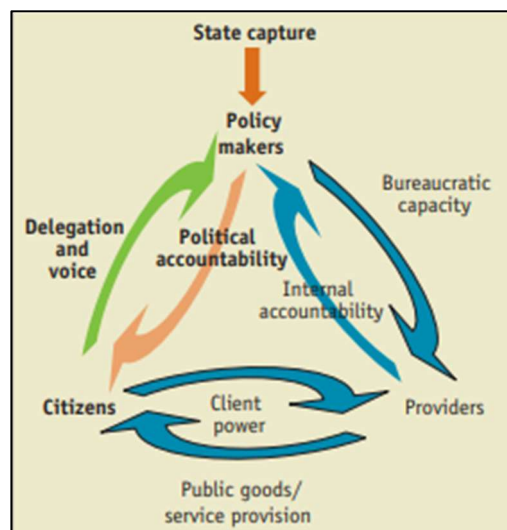 State capture
Policy
makers
Bureaucratic
capacity
Delegation
and
voice
Political
accountability
Internal
accountability
Citizens
Client
power
Providers
Public goods/
service provision